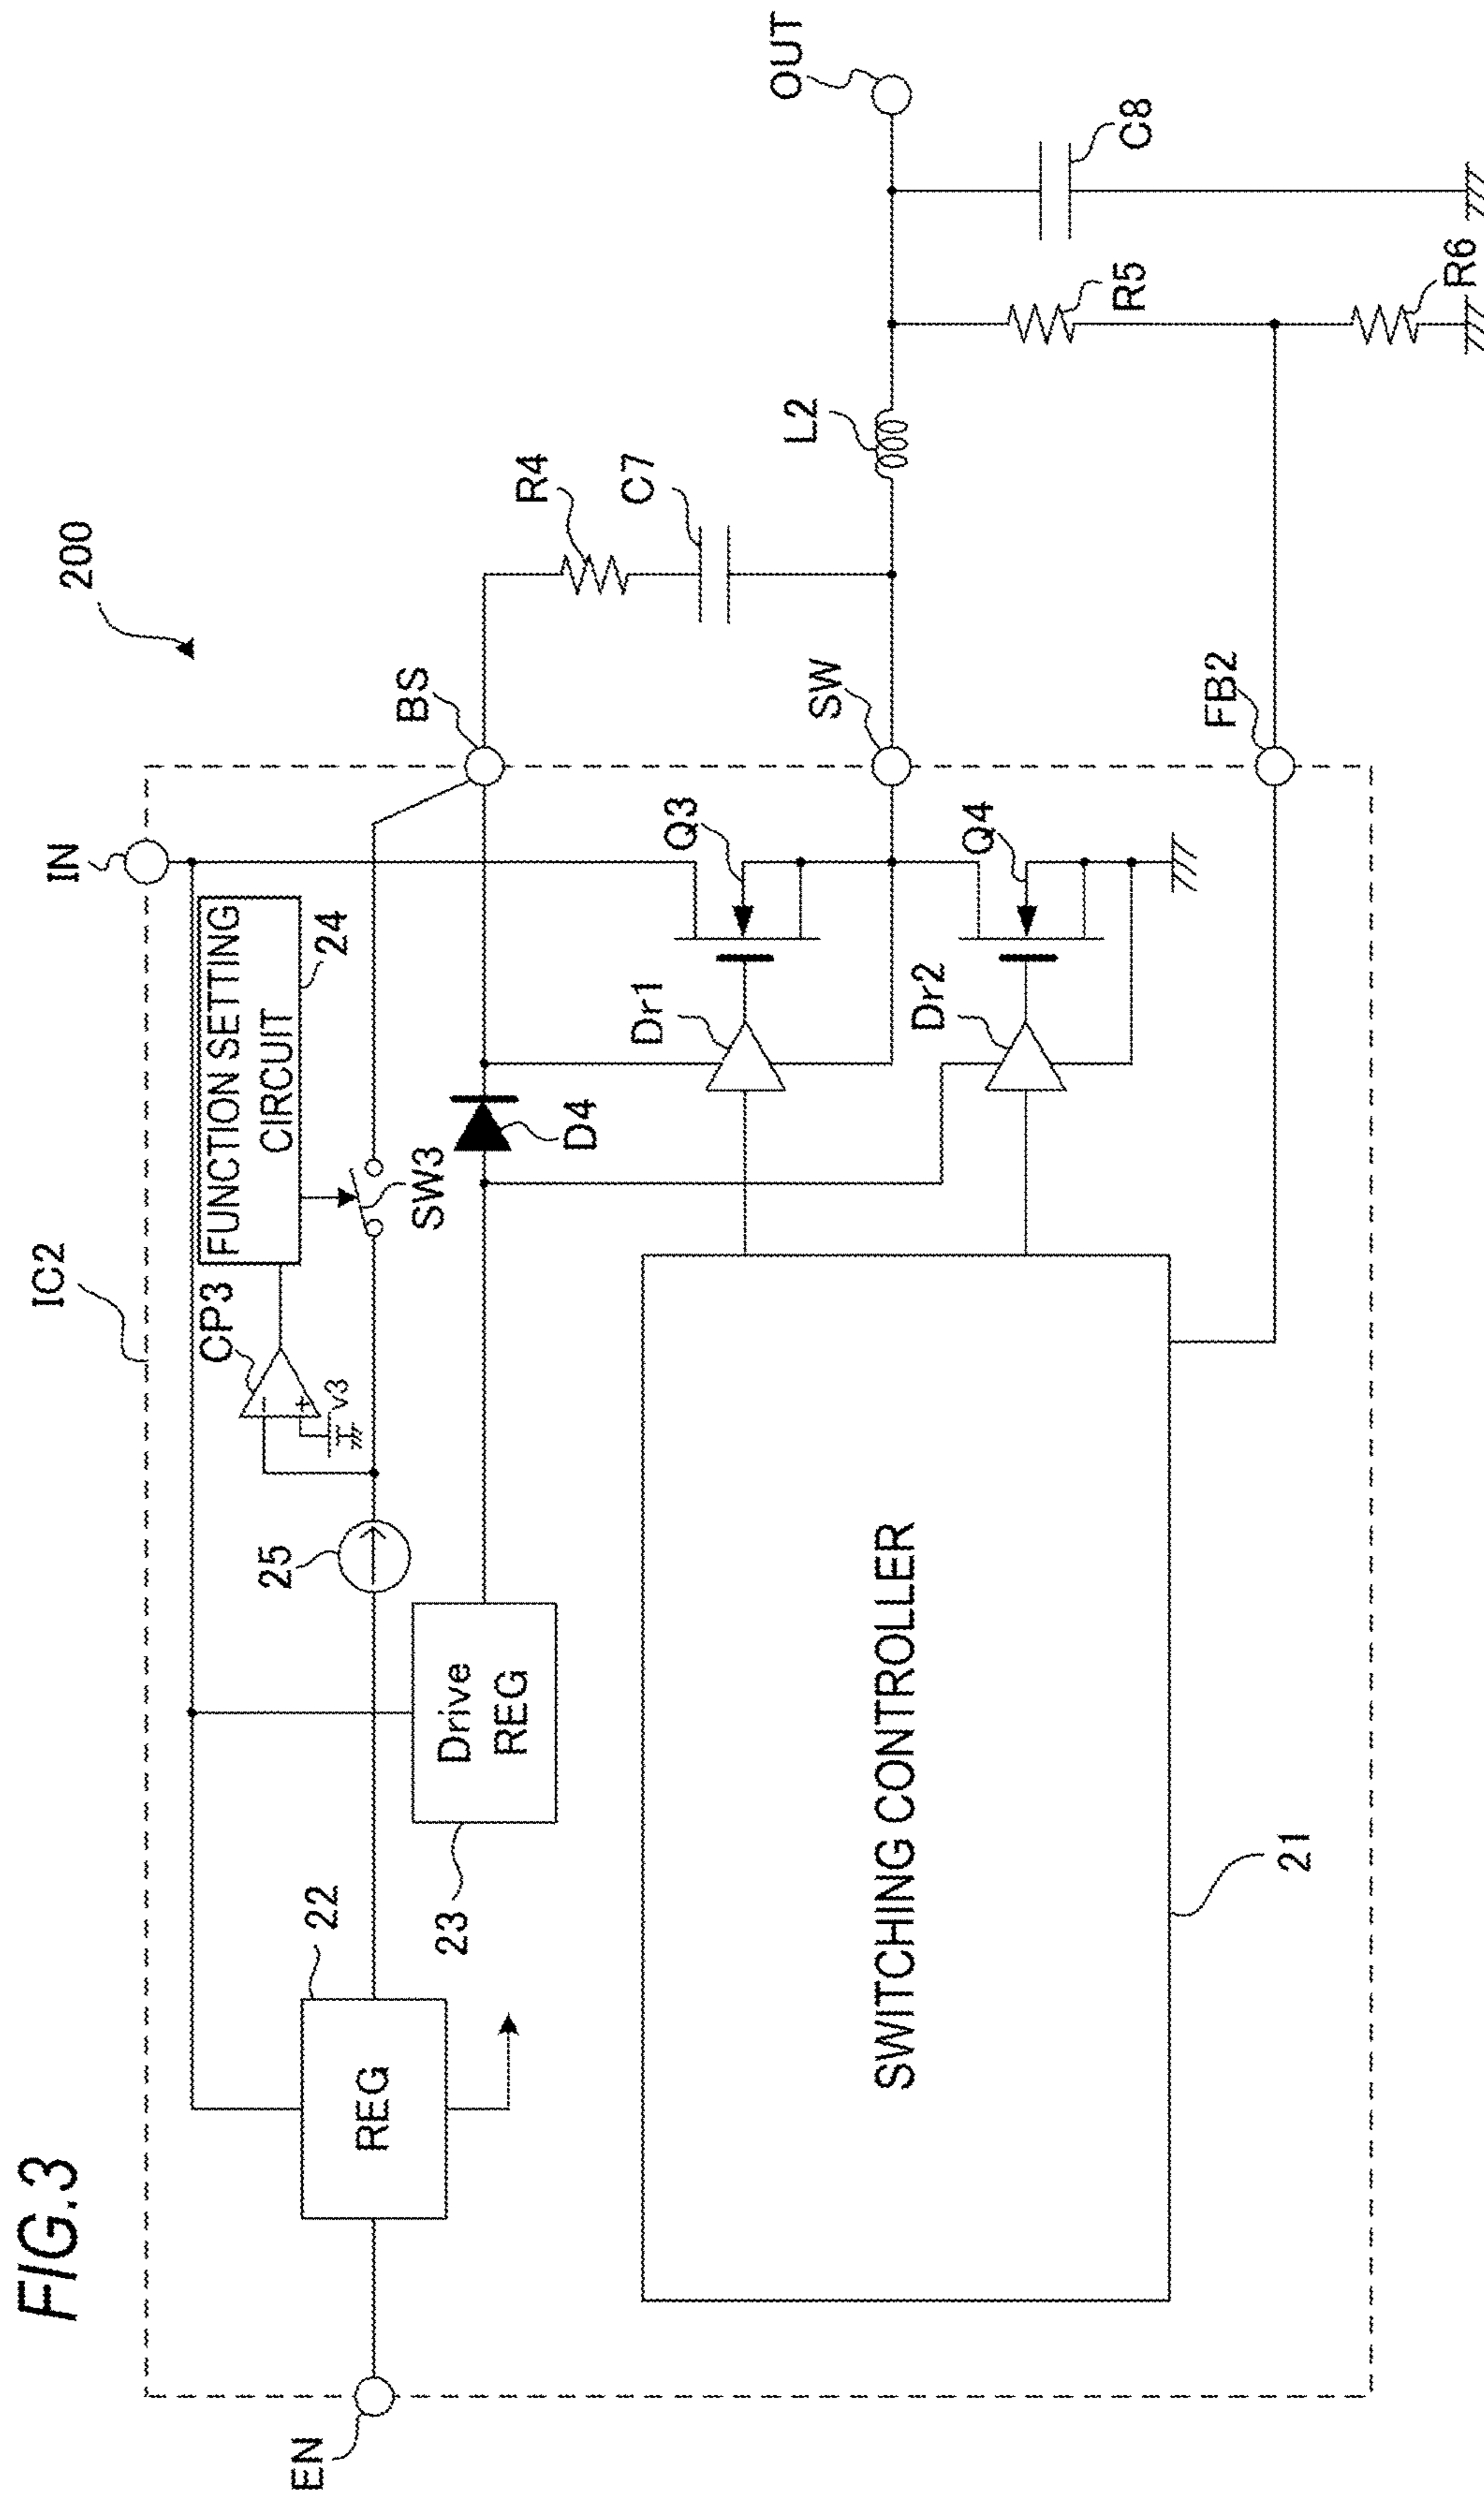 FIG.3
200
IC2
IN
FUNCTION SETTING
CIRCUIT
24
CP3
v3
25
SW3
BS
R4
C7
D4
Drive
REG
23
REG
22
EN
Dr1
Q3
SW
L2
OUT
Dr2
Q4
R5
C8
R6
FB2
SWITCHING CONTROLLER
21